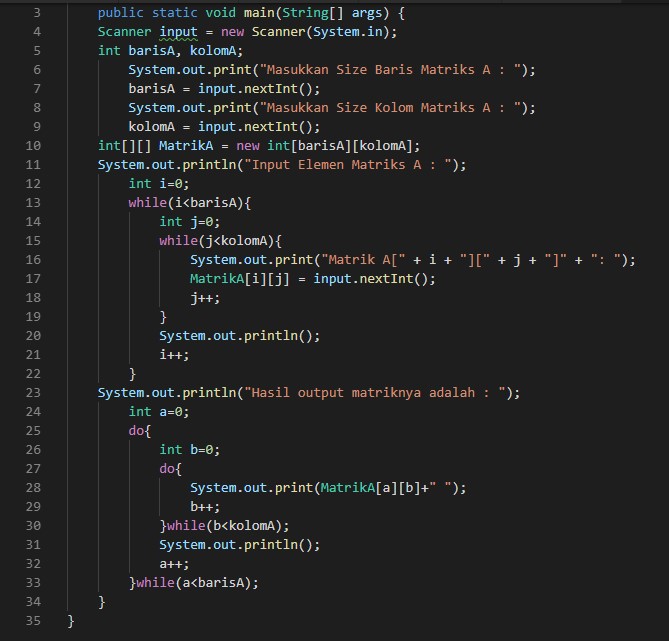 3 public static void main(String[] args) {
4 Scanner input = new Scanner(System.in);
5 int barisA, kolomA;
6 System.out.print("Masukkan Size Baris Matriks A : ");
7 barisA = input.nextInt();
8 System.out.print("Masukkan Size Kolom Matriks A : ");
9 kolomA = input.nextInt();
10 int[][] MatrikA = new int[barisA][kolomA];
11 System.out.println("Input Elemen Matriks A : ");
12 int i=0;
13 while(i<barisA){
14 int j=0;
15 while(j<kolomA){
16 System.out.print("Matrik A[" + i + "][" + j + "]" + ": ");
17 MatrikA[i][j] = input.nextInt();
18 j++;
19 }
20 System.out.println();
21 i++;
22 }
23 System.out.println("Hasil output matriknya adalah : ");
24 int a=0;
25 do{
26 int b=0;
27 do{
28 System.out.print(MatrikA[a][b]+" ");
29 b++;
30 }while(b<kolomA);
31 System.out.println();
32 a++;
33 }while(a<barisA);
34 }
35 }